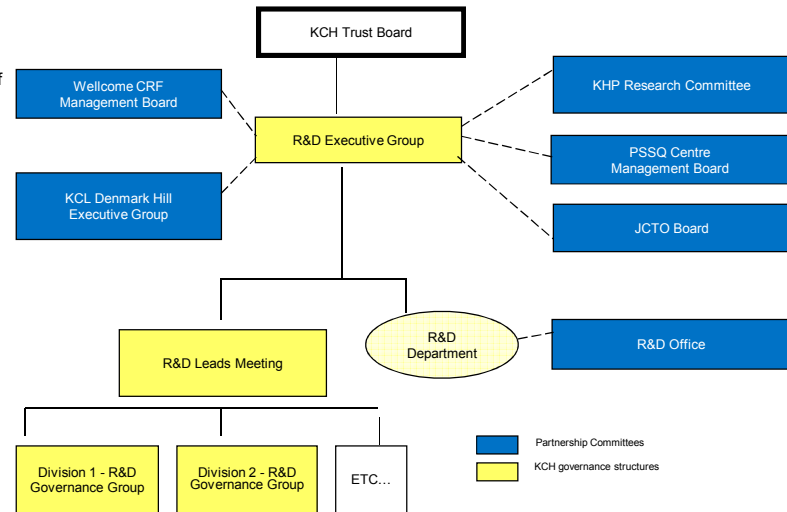 KCH Trust Board
f
Wellcome CRF
Management Board
KHP Research Committee
R&D Executive Group
PSSQ Centre
Management Board
KCL Denmark Hill
Executive Group
JCTO Board
R&D
Department
R&D Office
R&D Leads Meeting
Partnership Committees
KCH governance structures
Division 1 - R&D
Governance Group
Division 2 - R&D
Governance Group
ETC...